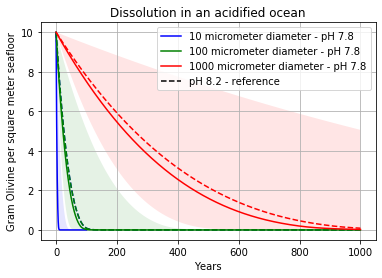 Dissolution in an acidified ocean
Gram Olivine per square meter seafloor
10
8
6
4
2
0
10 micrometer diameter - pH 7.8
100 micrometer diameter - pH 7.8
1000 micrometer diameter - pH 7.8
pH 8.2 - reference
0 200 400 600 800 1000
Years